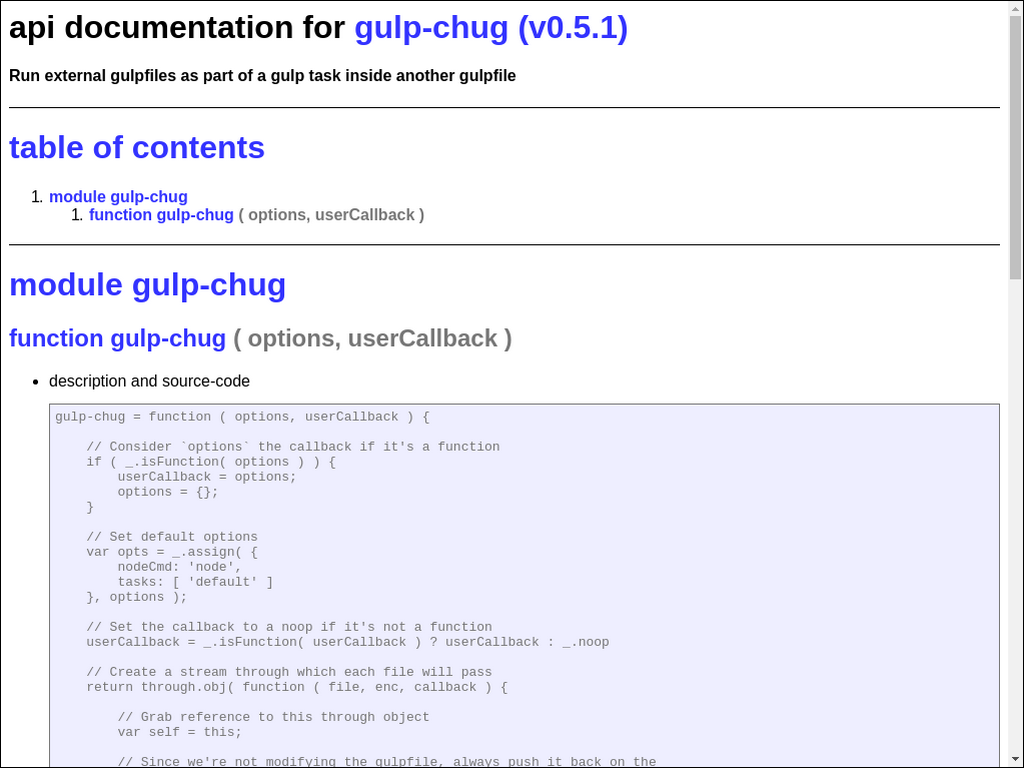 api documentation for gulp-chug (v0.5.1)
Run external gulpfiles as part of a gulp task inside another gulpfile
table of contents
1. module gulp-chug
1. function gulp-chug ( options, userCallback )
module gulp-chug
function gulp-chug ( options, userCallback )
• description and source-code
gulp-chug = function ( options, userCallback ) {
// Consider `options` the callback if it's a function
if ( _.isFunction( options ) ) {
userCallback = options;
options = {};
}
// Set default options
var opts = _.assign( {
nodeCmd: 'node',
tasks: [ 'default' ]
}, options );
// Set the callback to a noop if it's not a function
userCallback = _.isFunction( userCallback ) ? userCallback : _.noop
// Create a stream through which each file will pass
return through.obj( function ( file, enc, callback ) {
// Grab reference to this through object
var self = this;
// Since we're not modifying the gulpfile, always push it back on the